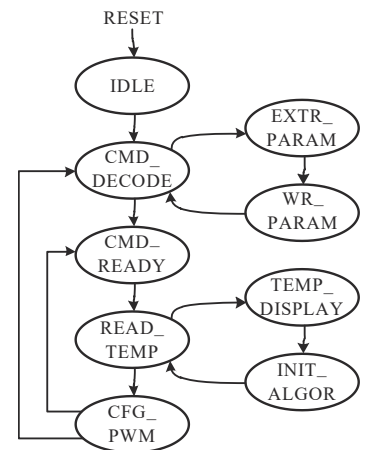 RESET
IDLE
CMD_
DECODE
EXTR_
PARAM
WR_
PARAM
CMD_
READY
READ_
TEMP
TEMP_
DISPLAY
INIT_
ALGOR
CFG_
PWM